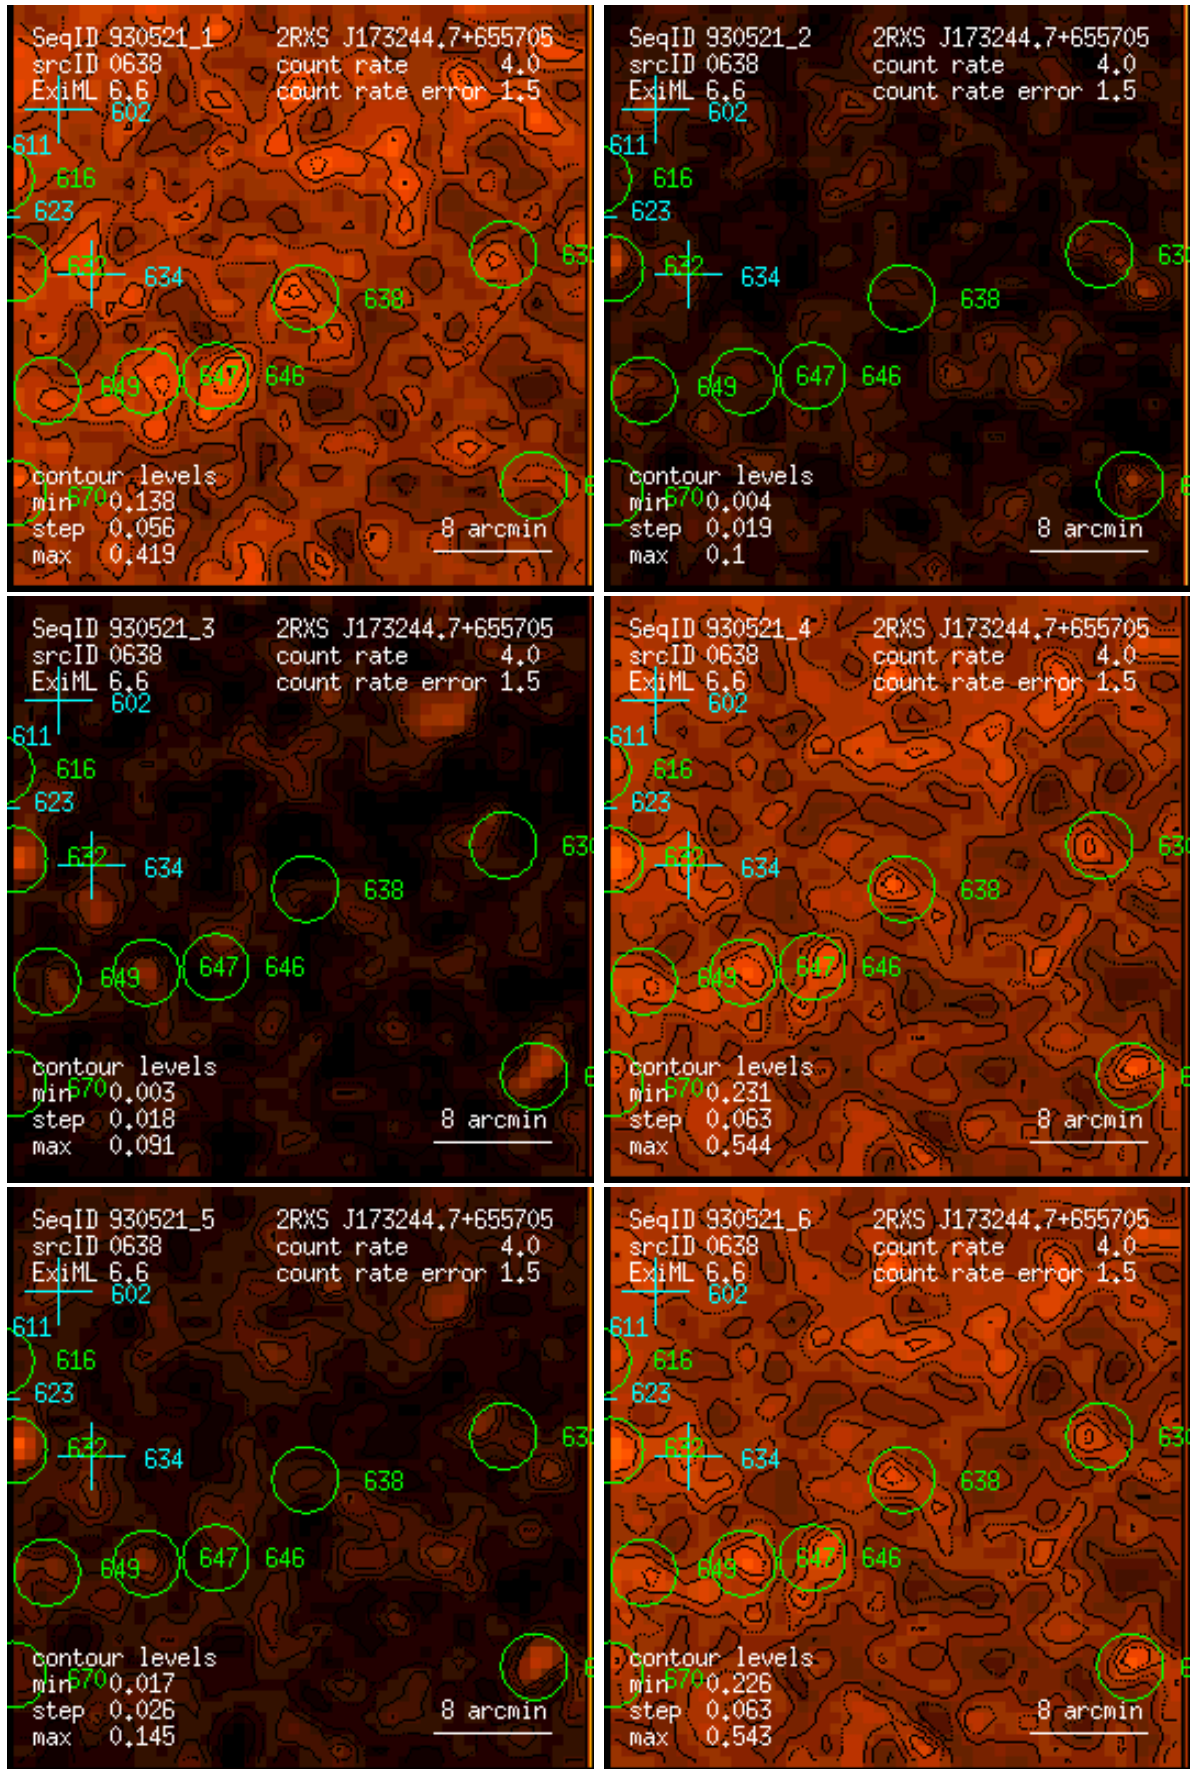 SeqID 930521_1 2RXS J173244.7+655705
srcID 0638 count rate 4.0
ExiML 6.6 count rate error 1.5
602
611
616
623
632
634
630
638
649
647
646
contour levels
670
min 0.138
step 0.056
max 0.419
8 arcmin
SeqID 930521_2 2RXS J173244.7+655705
srcID 0638 count rate 4.0
ExiML 6.6 count rate error 1.5
602
611
616
623
632
634
630
638
649
647
646
contour levels
670
min 0.004
step 0.019
max 0.1
8 arcmin
SeqID 930521_3 2RXS J173244.7+655705
srcID 0638 count rate 4.0
ExiML 6.6 count rate error 1.5
602
611
616
623
632
634
630
638
649
647
646
contour levels
670
min 0.003
step 0.018
max 0.091
8 arcmin
SeqID 930521_4 2RXS J173244.7+655705
srcID 0638 count rate 4.0
ExiML 6.6 count rate error 1.5
602
611
616
623
632
634
630
638
649
647
646
contour levels
670
min 0.231
step 0.063
max 0.544
8 arcmin
SeqID 930521_5 2RXS J173244.7+655705
srcID 0638 count rate 4.0
ExiML 6.6 count rate error 1.5
602
611
616
623
632
634
630
638
649
647
646
contour levels
670
min 0.017
step 0.026
max 0.145
8 arcmin
SeqID 930521_6 2RXS J173244.7+655705
srcID 0638 count rate 4.0
ExiML 6.6 count rate error 1.5
602
611
616
623
632
634
630
638
649
647
646
contour levels
670
min 0.226
step 0.063
max 0.543
8 arcmin